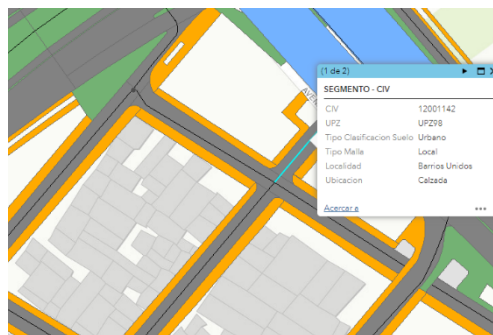 (1 de 2)
SEGMENTO - CIV
CIV 12001142
UPZ UPZ98
Tipo Clasificacion Suelo Urbano
Tipo Malla Local
Localidad Barrios Unidos
Ubicacion Calzada
Acercar a